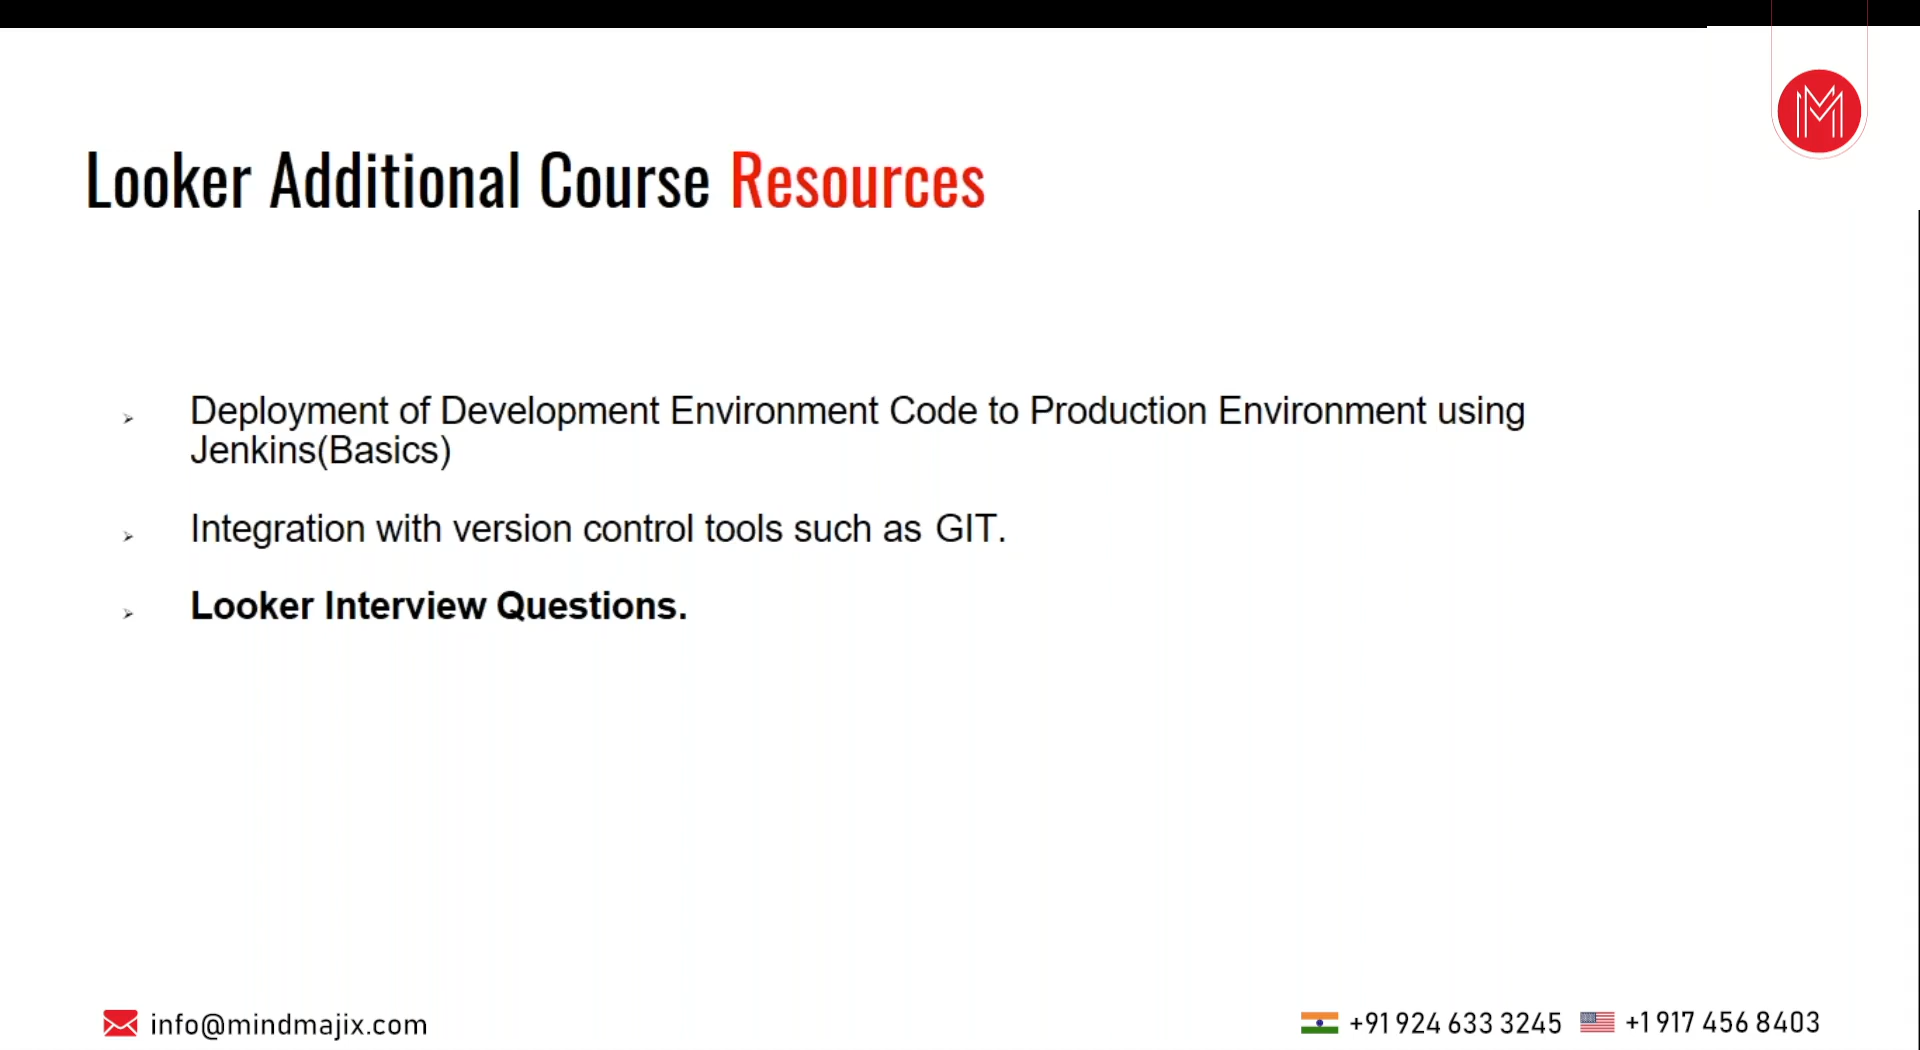 Looker Additional Course Resources
➢ Deployment of Development Environment Code to Production Environment using
Jenkins(Basics)
➢ Integration with version control tools such as GIT.
➢ Looker Interview Questions.
info@mindmajix.com
+91 924 633 3245
+1 917 456 8403